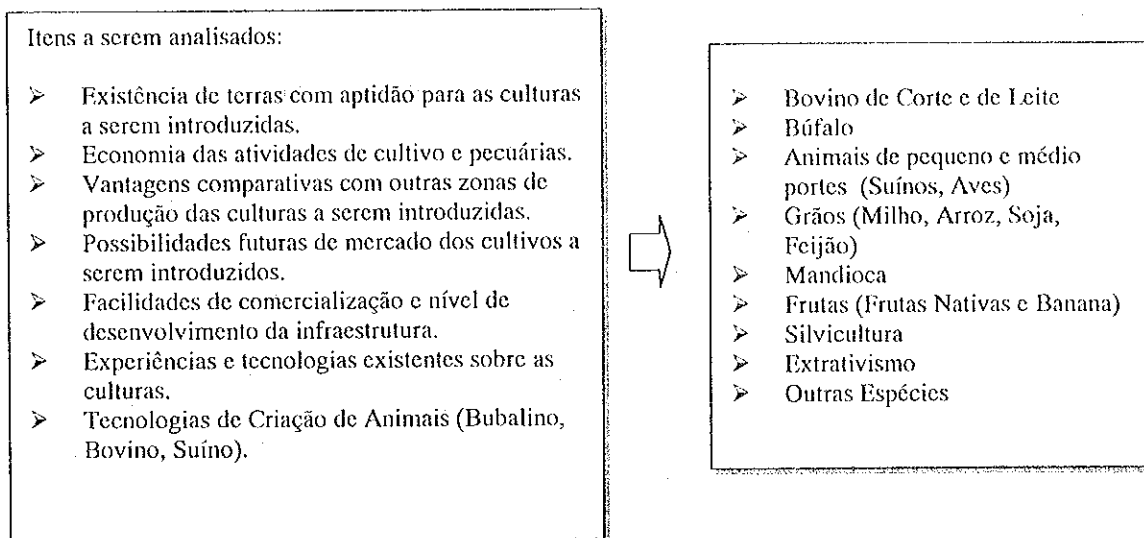 Itens a serem analisados:
➢ Existência de terras com aptidão para as culturas
a serem introduzidas.
➢ Economia das atividades de cultivo e pecuárias.
➢ Vantagens comparativas com outras zonas de
produção das culturas a serem introduzidas.
➢ Possibilidades futuras de mercado dos cultivos a
serem introduzidos.
➢ Facilidades de comercialização e nível de
desenvolvimento da infraestrutura.
➢ Experiências e tecnologias existentes sobre as
culturas.
➢ Tecnologias de Criação de Animais (Bubalino,
Bovino, Suíno).
➢ Bovino de Corte e de Leite
➢ Búfalo
➢ Animais de pequeno e médio
portes (Suínos, Aves)
➢ Grãos (Milho, Arroz, Soja,
Feijão)
➢ Mandioca
➢ Frutas (Frutas Nativas e Banana)
➢ Silvicultura
➢ Extrativismo
➢ Outras Espécies